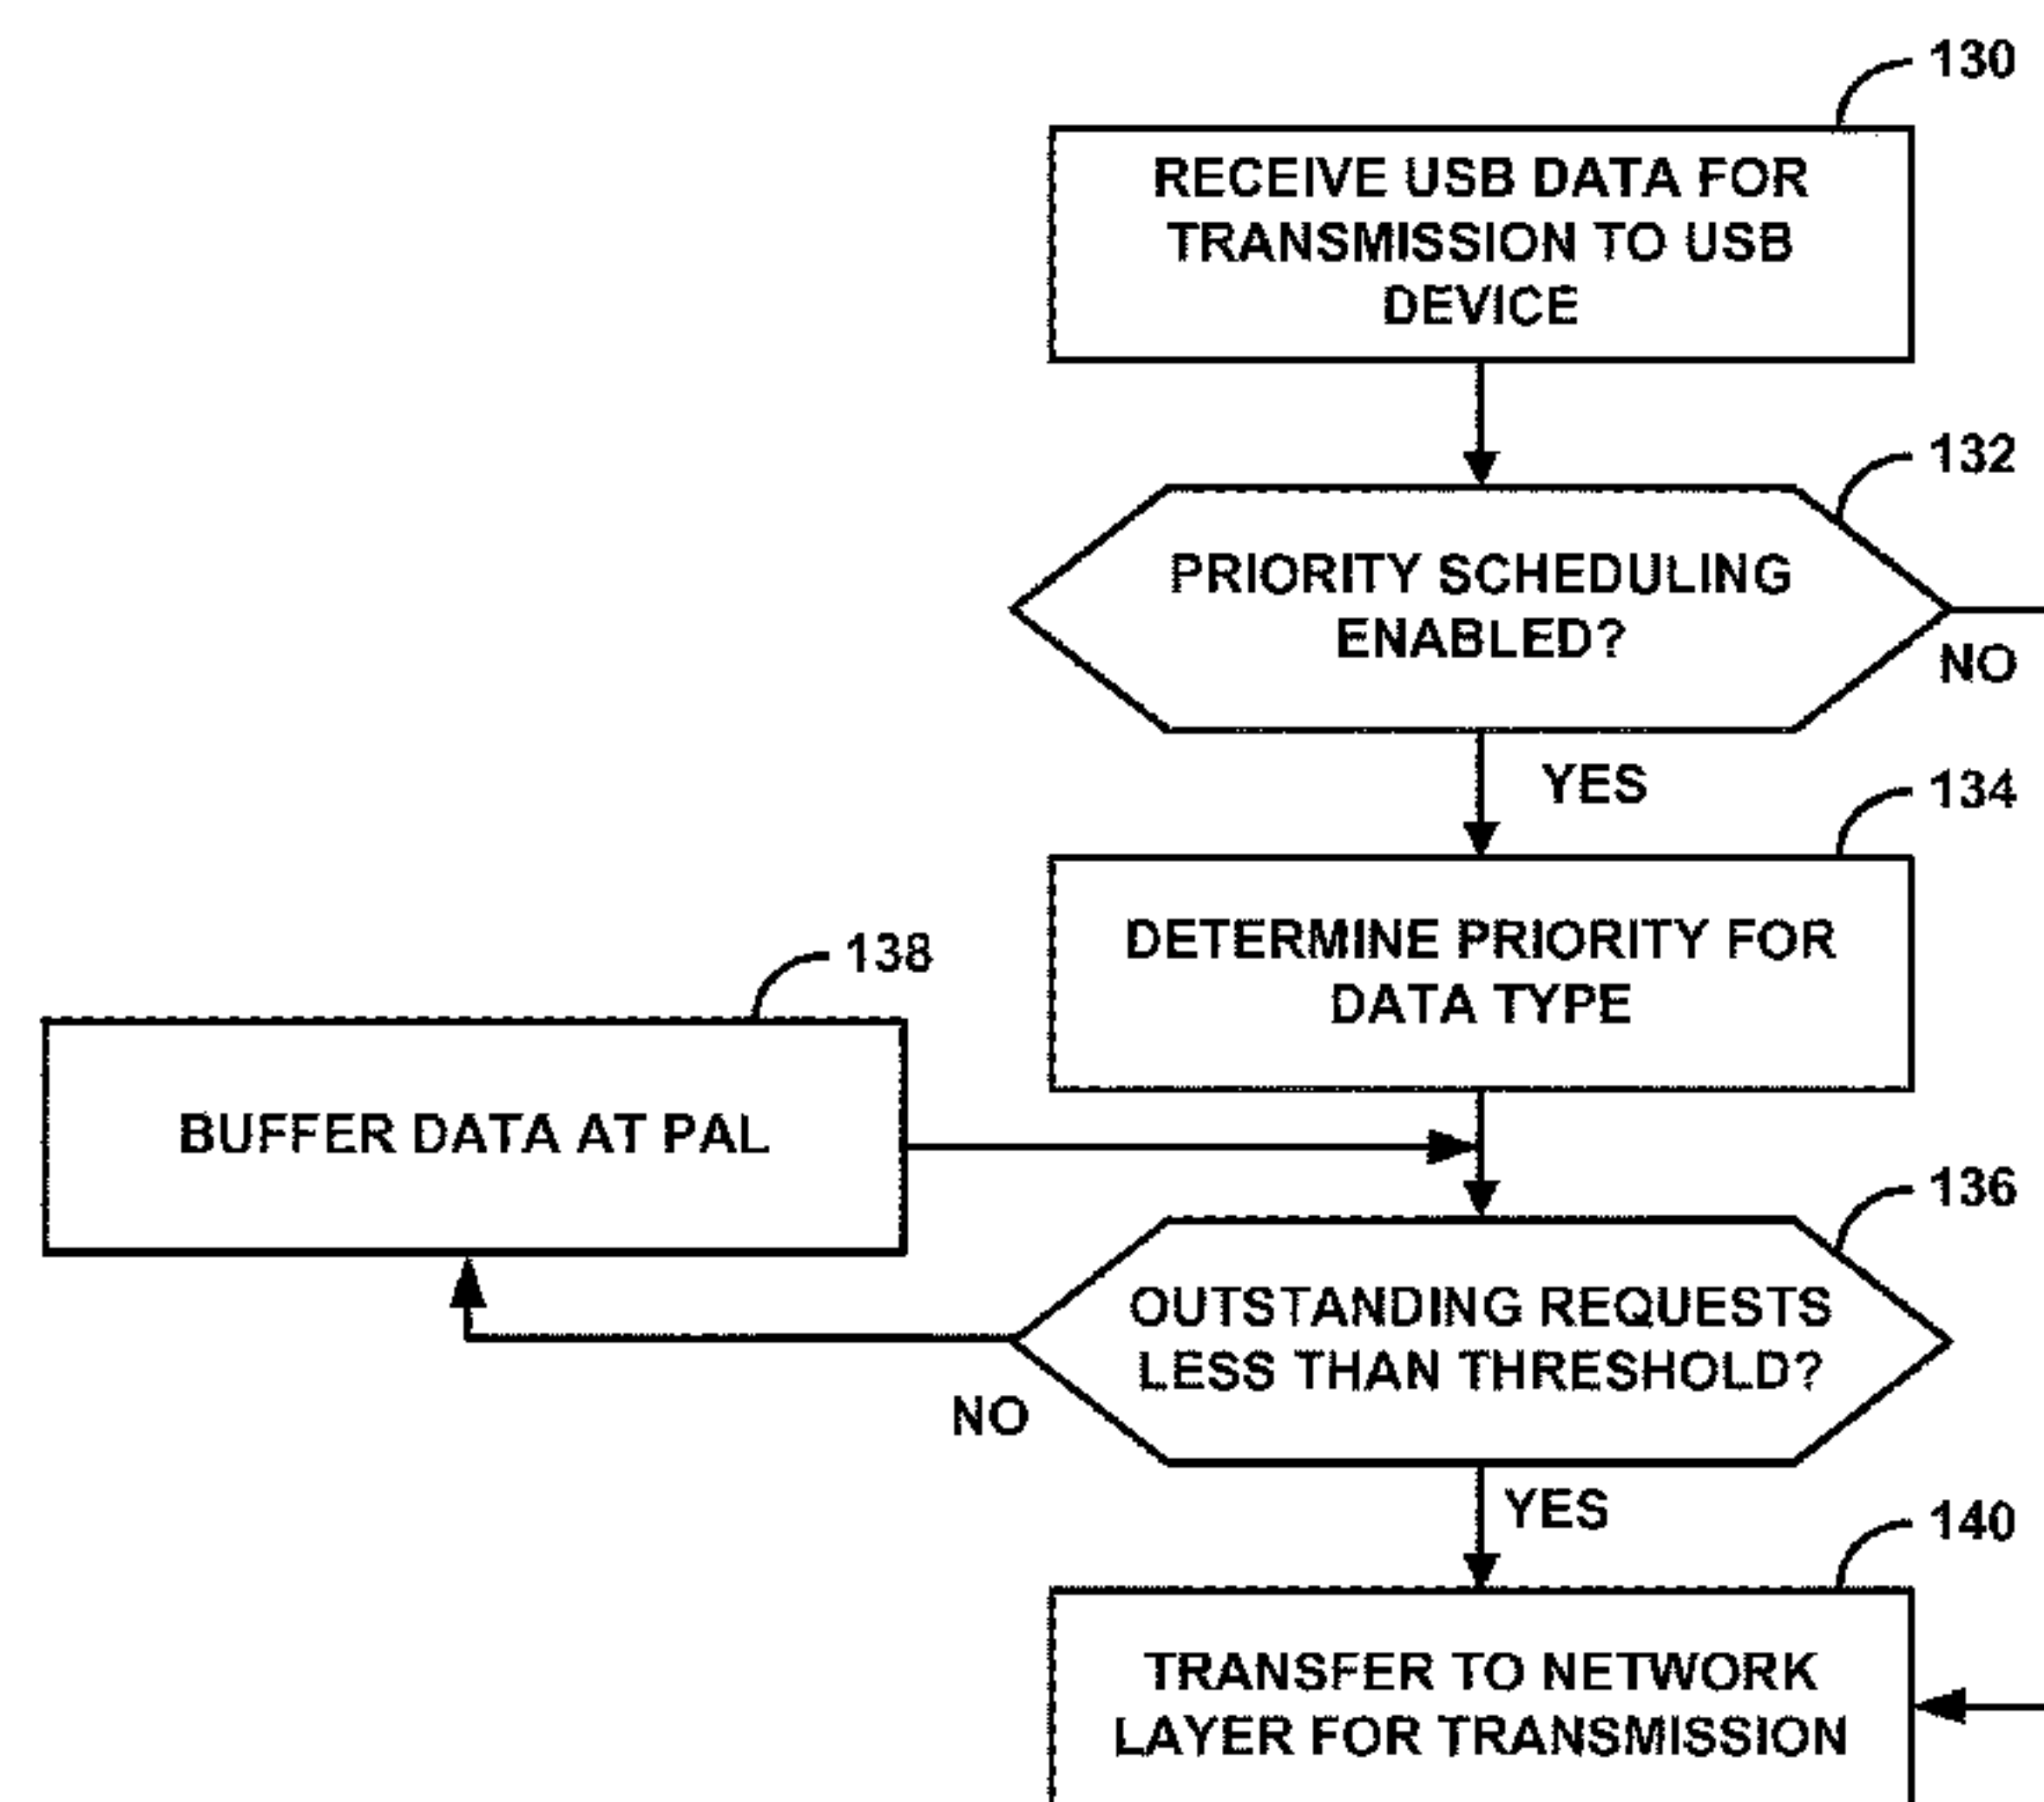 130
RECEIVE USB DATA FOR
TRANSMISSION TO USB
DEVICE
132
PRIORITY SCHEDULING
ENABLED?
NO
YES
134
DETERMINE PRIORITY FOR
DATA TYPE
138
BUFFER DATA AT PAL
136
OUTSTANDING REQUESTS
LESS THAN THRESHOLD?
NO
YES
140
TRANSFER TO NETWORK
LAYER FOR TRANSMISSION